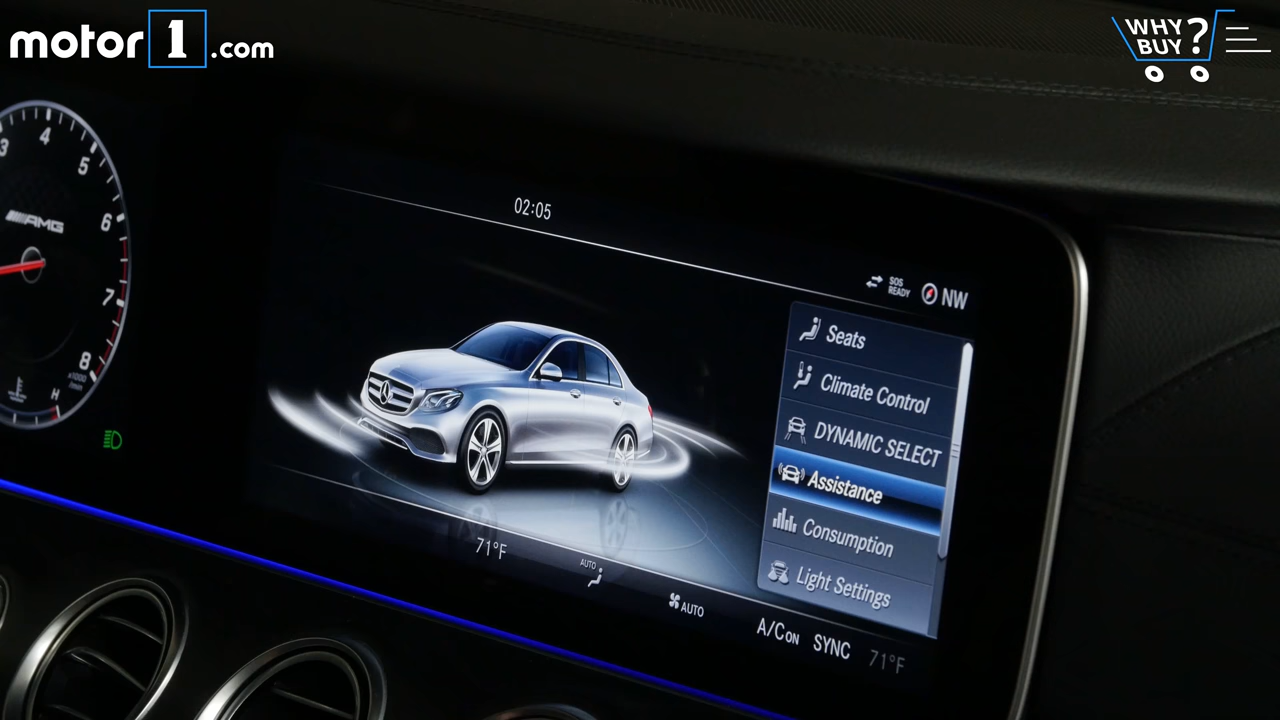 motor1.com
WHY
BUY?
3
4
5
6
7
8
x1000
AMG
H
02:05
SOS
READY
NW
Seats
Climate Control
DYNAMIC SELECT
Assistance
Consumption
Light Settings
71°F
AUTO
AUTO
A/C ON
SYNC
71°F